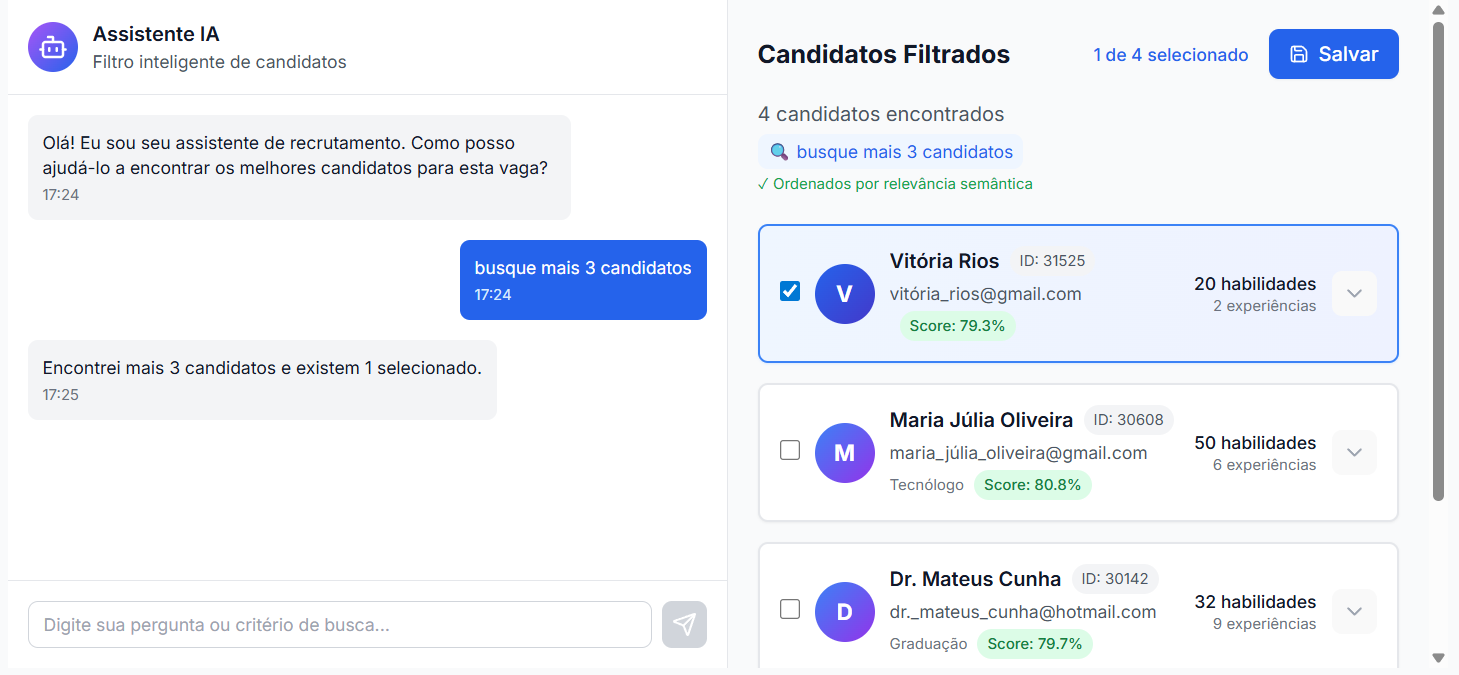 Assistente IA
Filtro inteligente de candidatos
Olá! Eu sou seu assistente de recrutamento. Como posso
ajudá-lo a encontrar os melhores candidatos para esta vaga?
17:24
busque mais 3 candidatos
17:24
Encontrei mais 3 candidatos e existem 1 selecionado.
17:25
Digite sua pergunta ou critério de busca...
Candidatos Filtrados
1 de 4 selecionado
Salvar
4 candidatos encontrados
🔍 busque mais 3 candidatos
✓ Ordenados por relevância semântica
V
Vitória Rios ID: 31525
vitória_rios@gmail.com
Score: 79.3%
20 habilidades
2 experiências
M
Maria Júlia Oliveira ID: 30608
maria_júlia_oliveira@gmail.com
Tecnólogo Score: 80.8%
50 habilidades
6 experiências
D
Dr. Mateus Cunha ID: 30142
dr._mateus_cunha@hotmail.com
Graduação Score: 79.7%
32 habilidades
9 experiências